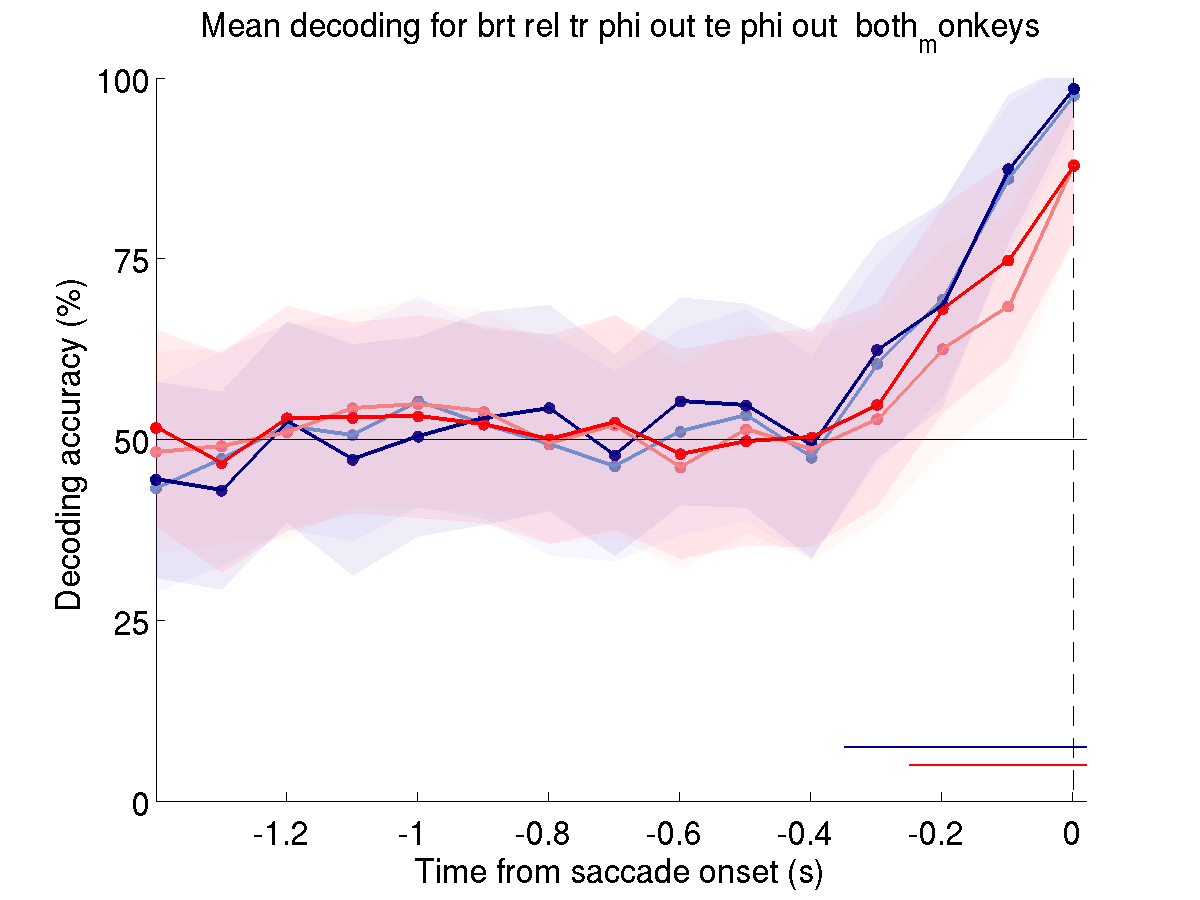 Mean decoding for brt rel tr phi out te phi out both_monkeys
100
75
50
25
0
Decoding accuracy (%)
-1.2 -1 -0.8 -0.6 -0.4 -0.2 0
Time from saccade onset (s)